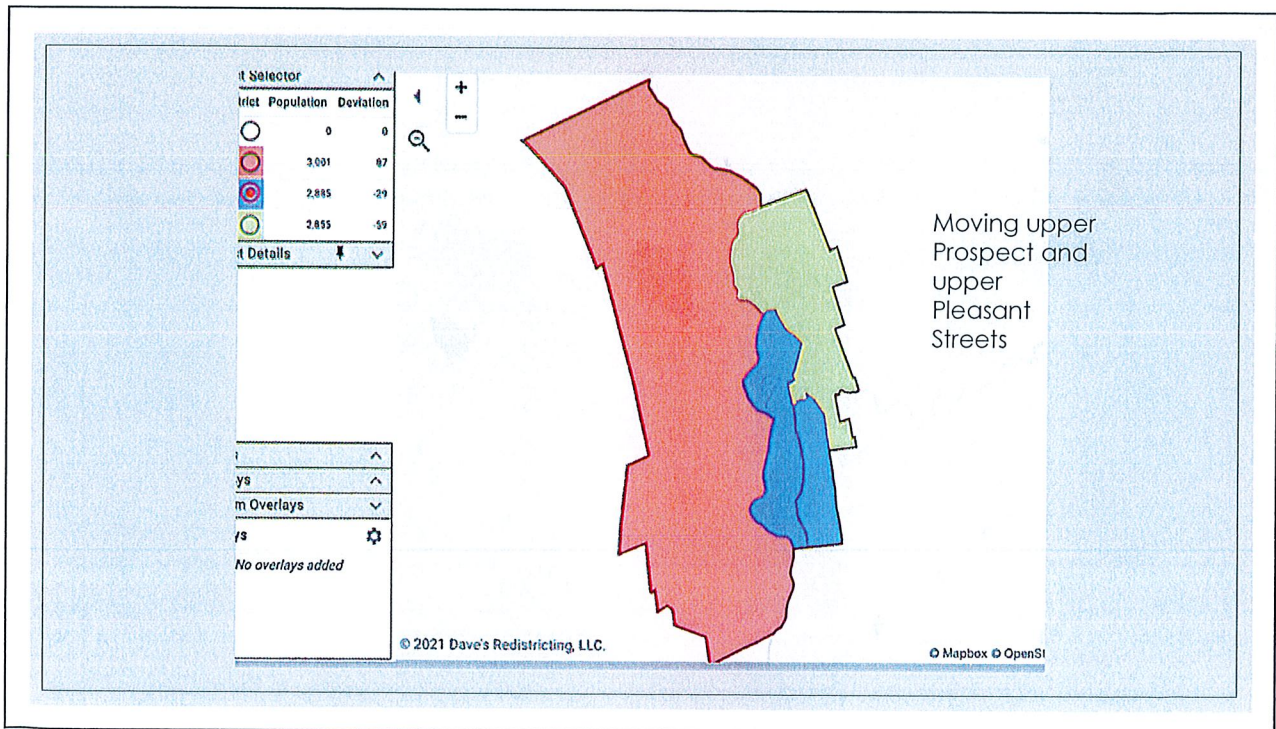 t Selector
trict Population Deviation
0 0
3,001 87
2,885 -29
2,855 -59
ct Details
+
−
Moving upper
Prospect and
upper
Pleasant
Streets
s
ys
m Overlays
ys
No overlays added
© 2021 Dave's Redistricting, LLC.
© Mapbox © OpenSt